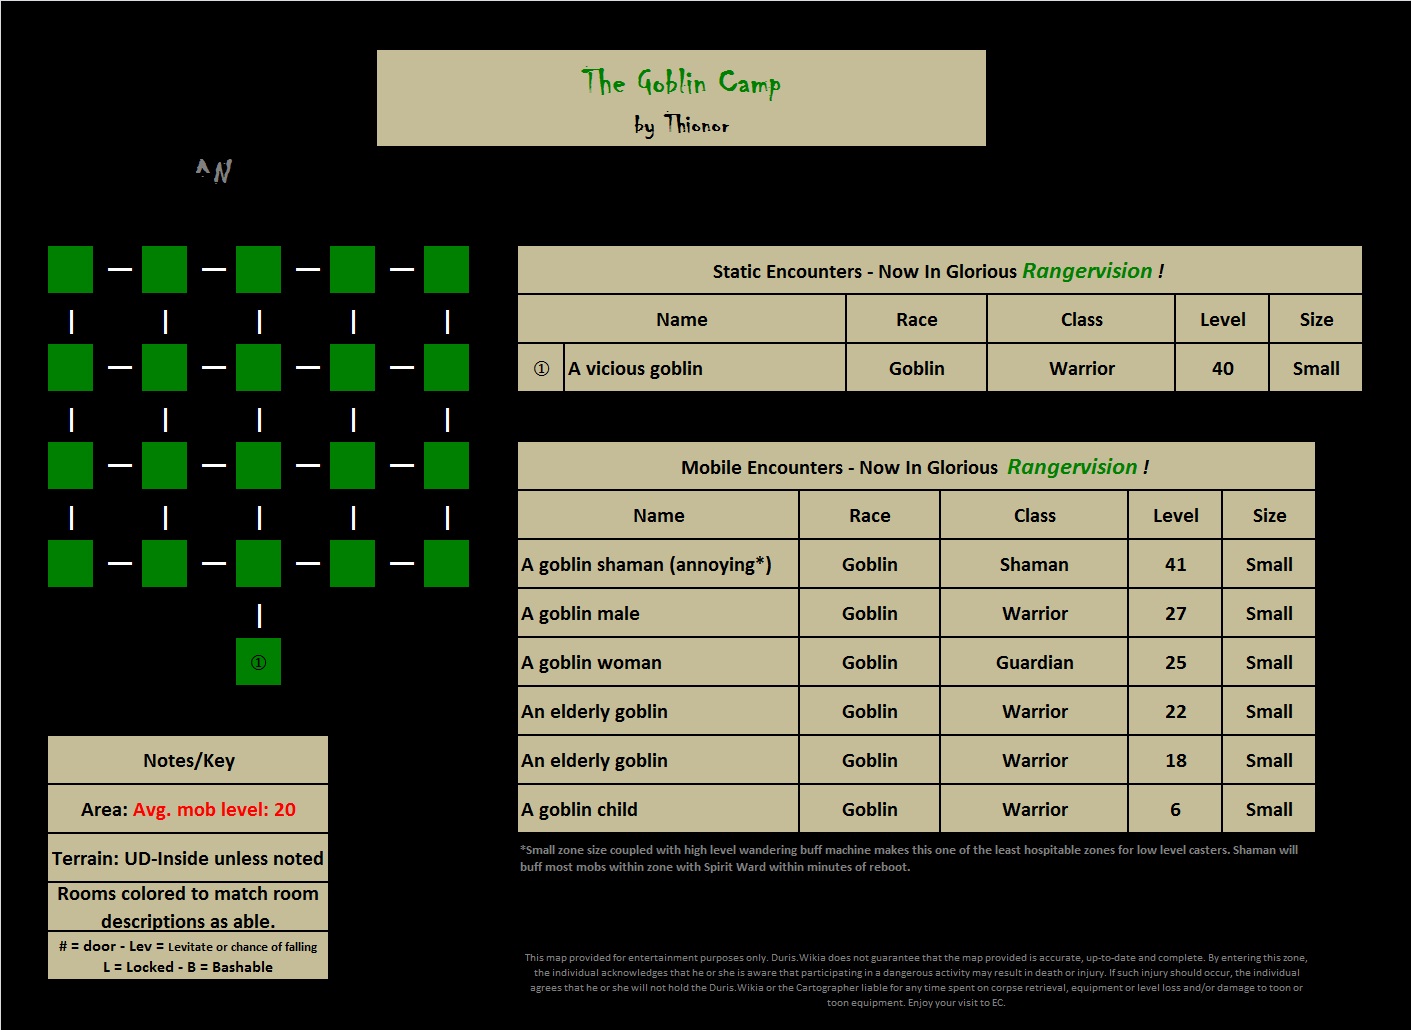 The Goblin Camp
by Thionor
^N
Static Encounters - Now In Glorious Rangervision !
Name Race Class Level Size
① A vicious goblin Goblin Warrior 40 Small
Mobile Encounters - Now In Glorious Rangervision !
Name Race Class Level Size
A goblin shaman (annoying*) Goblin Shaman 41 Small
A goblin male Goblin Warrior 27 Small
A goblin woman Goblin Guardian 25 Small
An elderly goblin Goblin Warrior 22 Small
An elderly goblin Goblin Warrior 18 Small
A goblin child Goblin Warrior 6 Small
*Small zone size coupled with high level wandering buff machine makes this one of the least hospitable zones for low level casters. Shaman will
buff most mobs within zone with Spirit Ward within minutes of reboot.
①
Notes/Key
Area: Avg. mob level: 20
Terrain: UD-Inside unless noted
Rooms colored to match room
descriptions as able.
# = door - Lev = Levitate or chance of falling
L = Locked - B = Bashable
This map provided for entertainment purposes only. Duris.Wikia does not guarantee that the map provided is accurate, up-to-date and complete. By entering this zone,
the individual acknowledges that he or she is aware that participating in a dangerous activity may result in death or injury. If such injury should occur, the individual
agrees that he or she will not hold the Duris.Wikia or the Cartographer liable for any time spent on corpse retrieval, equipment or level loss and/or damage to toon or
toon equipment. Enjoy your visit to EC.